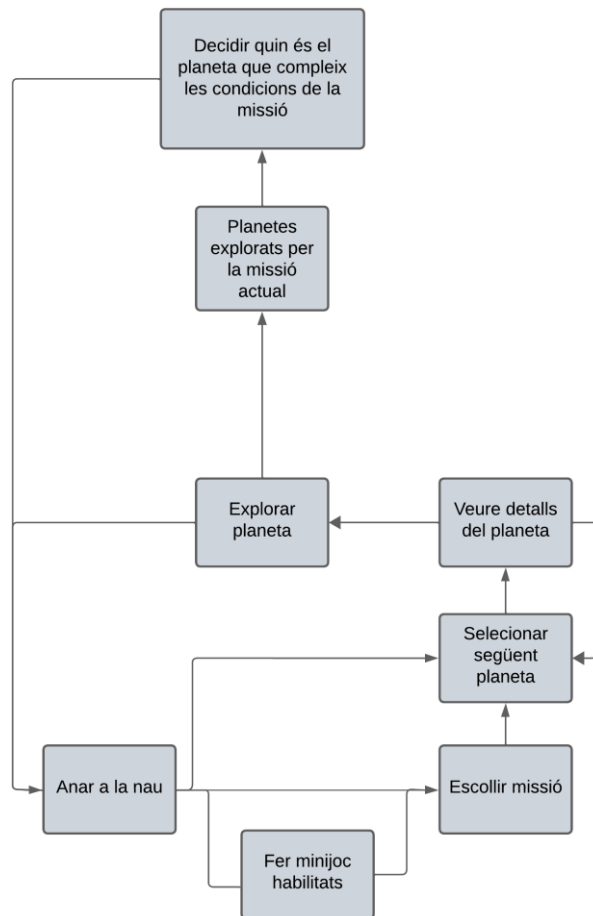 Decidir quin és el
planeta que compleix
les condicions de la
missió
Planetes
explorats per
la missió
actual
Explorar
planeta
Veure detalls
del planeta
Selecionar
següent
planeta
Anar a la nau
Escollir missió
Fer minijoc
habilitats